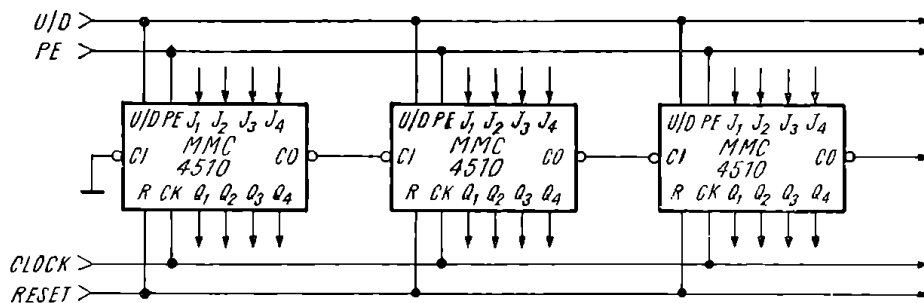 U/D
PE
U/D PE J1 J2 J3 J4
U/D PE J1 J2 J3 J4
U/D PE J1 J2 J3 J4
CI MMC 4510 CO
CI MMC 4510 CO
CI MMC 4510 CO
R CK Q1 Q2 Q3 Q4
R CK Q1 Q2 Q3 Q4
R CK Q1 Q2 Q3 Q4
CLOCK
RESET